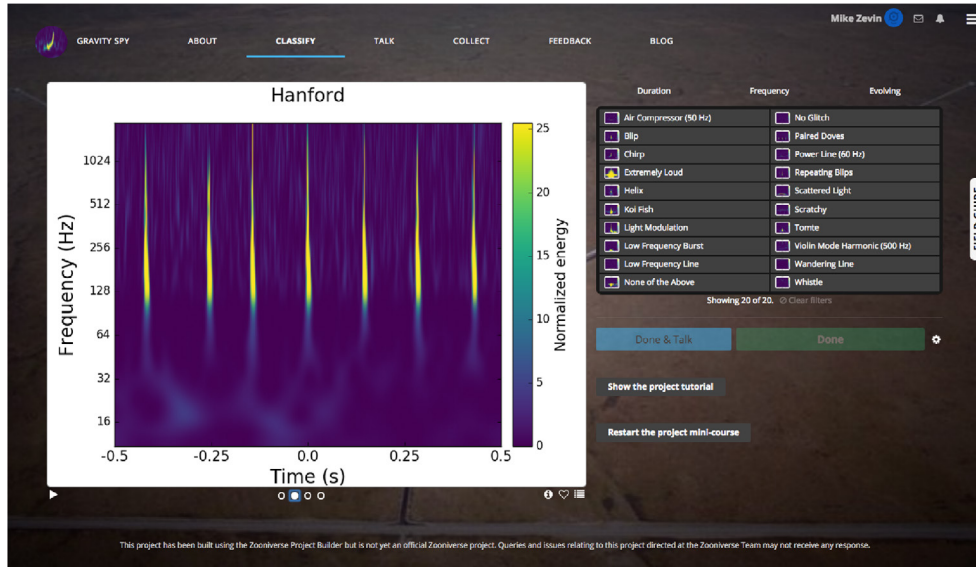 Mike Zevin
GRAVITY SPY ABOUT CLASSIFY TALK COLLECT FEEDBACK BLOG
Hanford
Frequency (Hz)
1024
512
256
128
64
32
16
-0.5 -0.25 0.0 0.25 0.5
Time (s)
25
20
15
10
5
0
Normalized energy
Duration Frequency Evolving
Air Compressor (50 Hz) No Glitch
Blip Paired Doves
Chirp Power Line (60 Hz)
Extremely Loud Repeating Blips
Helix Scattered Light
Koi Fish Scratchy
Light Modulation Tomte
Low Frequency Burst Violin Mode Harmonic (500 Hz)
Low Frequency Line Wandering Line
None of the Above Whistle
Showing 20 of 20. Clear filters
Done & Talk Done
Show the project tutorial
Restart the project mini-course
This project has been built using the Zooniverse Project Builder but is not yet an official Zooniverse project. Queries and issues relating to this project directed at the Zooniverse Team may not receive any response.